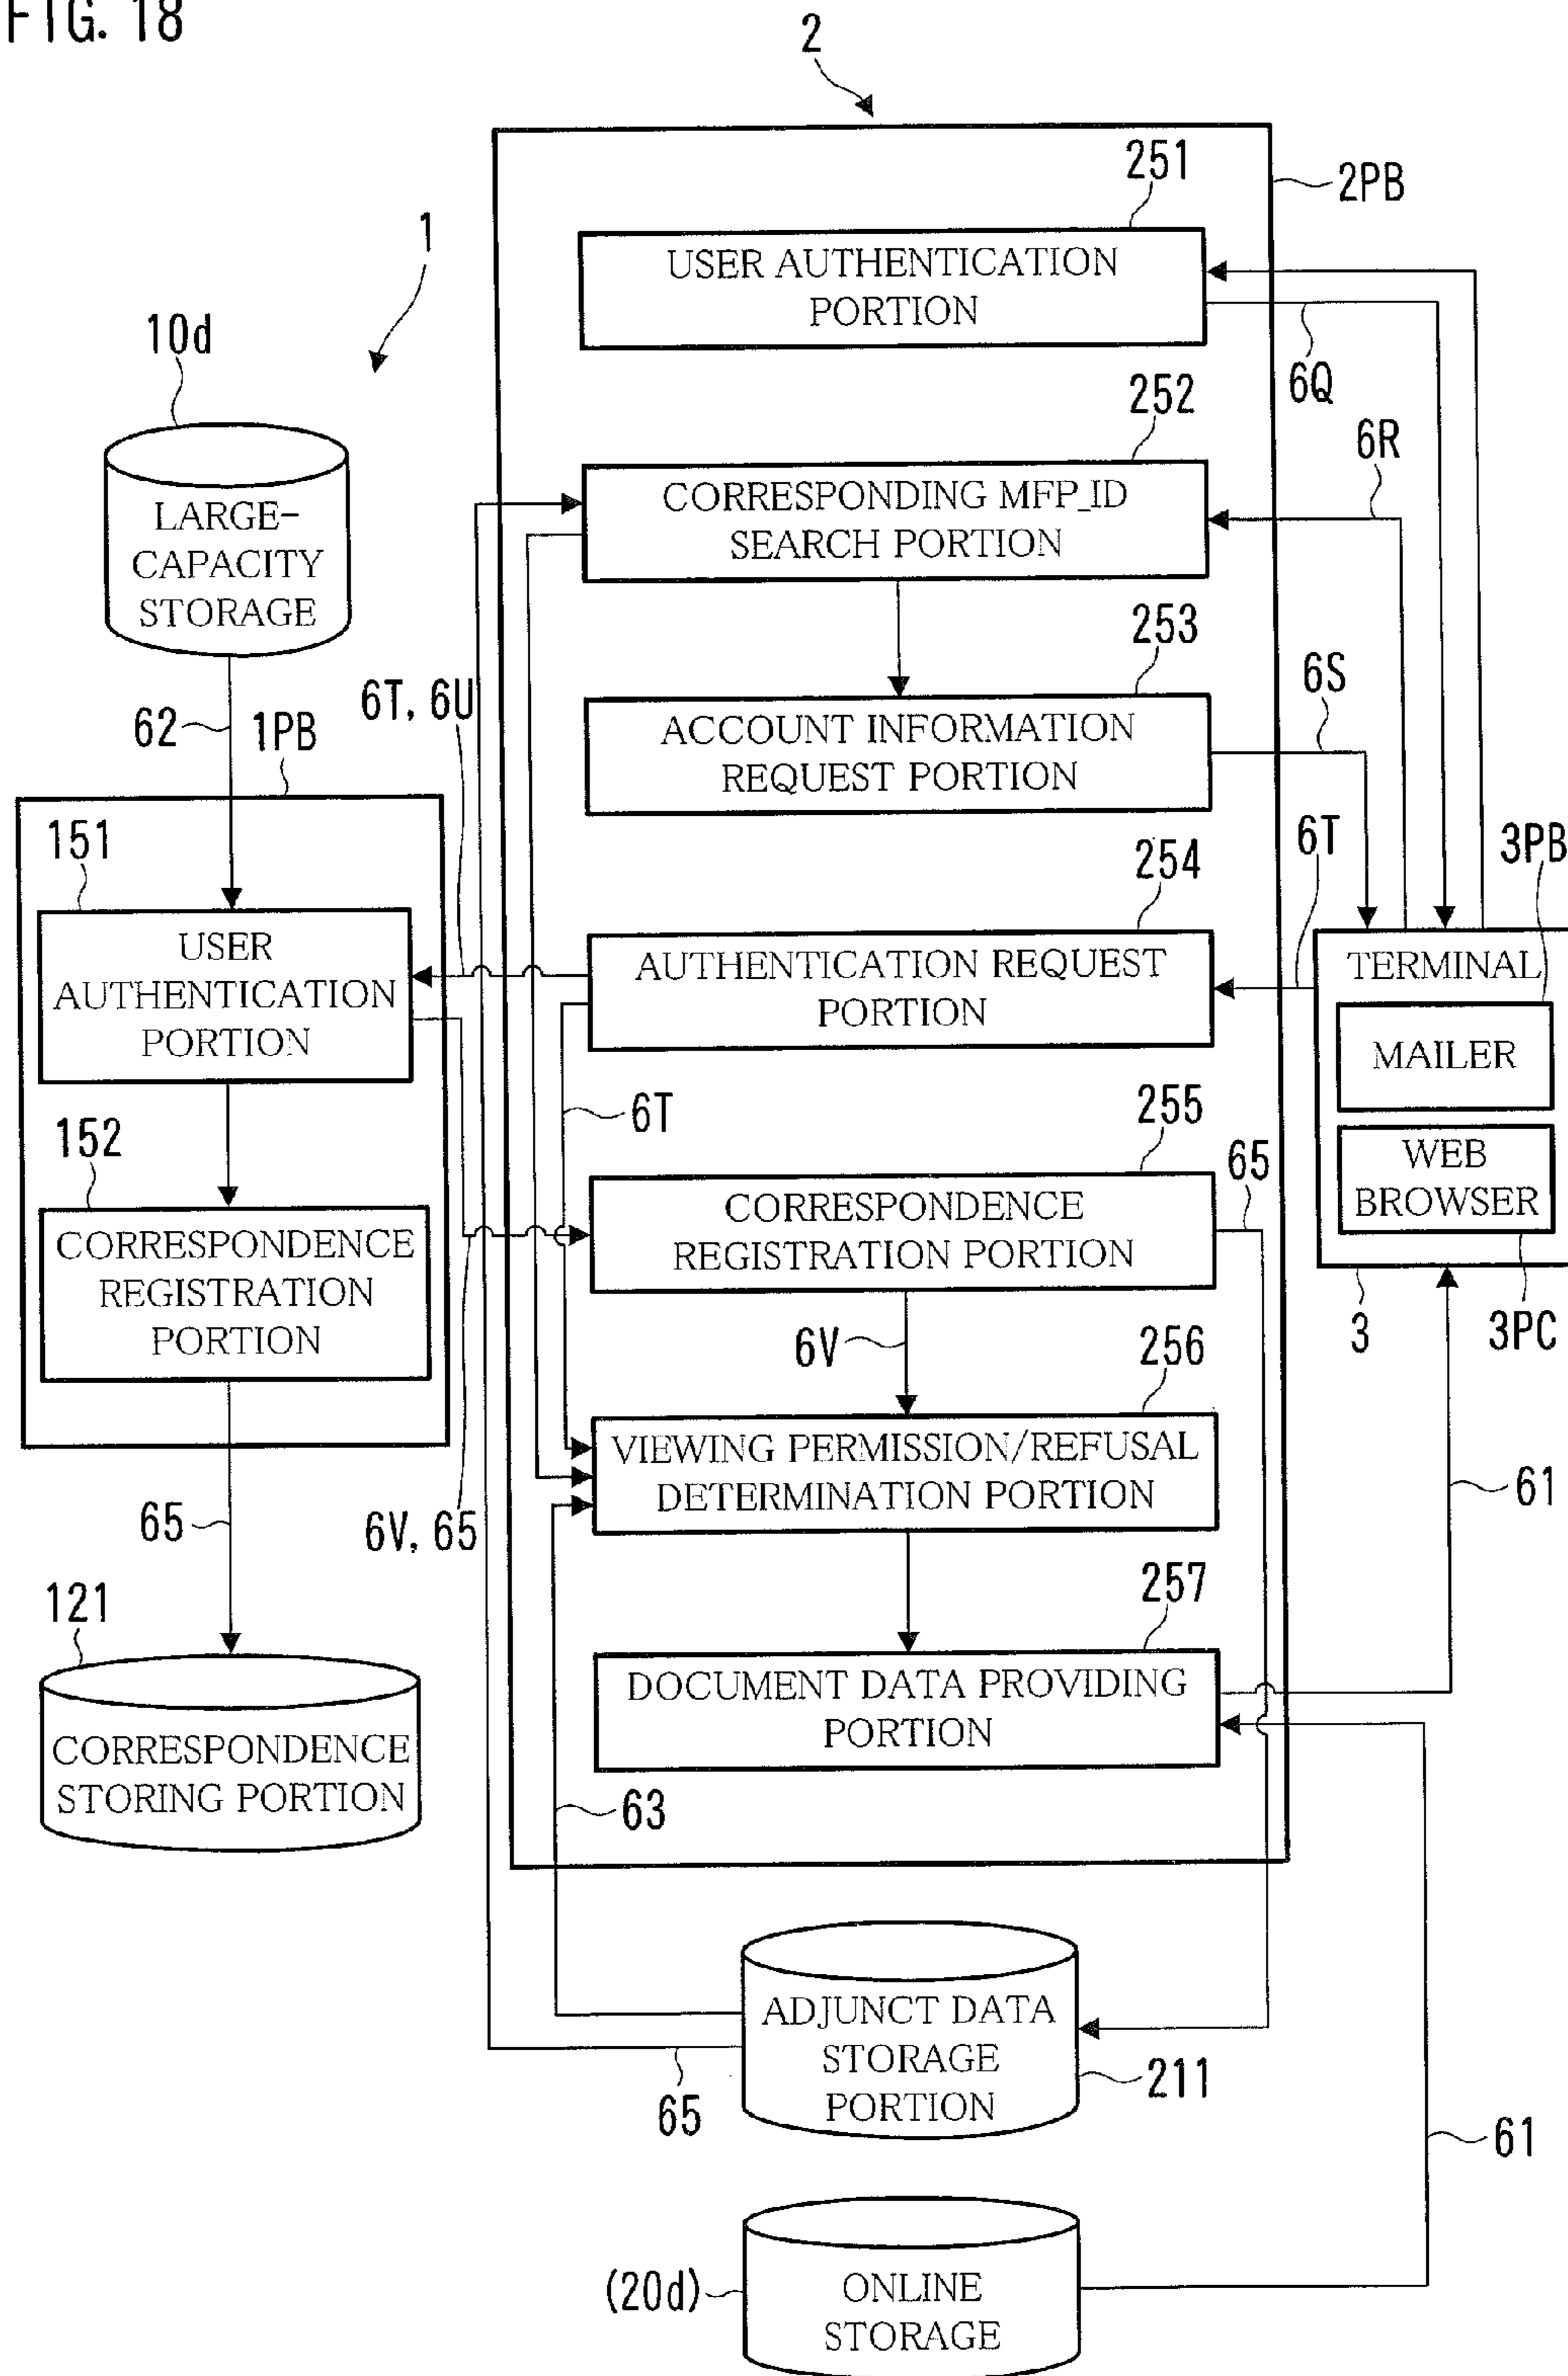 FIG. 18
2
251
2PB
USER AUTHENTICATION
PORTION
1
6Q
10d
252
6R
CORRESPONDING MFP_ID
SEARCH PORTION
LARGE-
CAPACITY
STORAGE
253
6S
6T, 6U
62
1PB
ACCOUNT INFORMATION
REQUEST PORTION
151
254
6T
3PB
USER
AUTHENTICATION
PORTION
AUTHENTICATION REQUEST
PORTION
TERMINAL
MAILER
6T
152
255
65
WEB
BROWSER
CORRESPONDENCE
REGISTRATION
PORTION
CORRESPONDENCE
REGISTRATION PORTION
6V
256
3
3PC
VIEWING PERMISSION/REFUSAL
DETERMINATION PORTION
65
6V, 65
61
121
257
DOCUMENT DATA PROVIDING
PORTION
CORRESPONDENCE
STORING PORTION
63
ADJUNCT DATA
STORAGE
PORTION
65
211
61
(20d)
ONLINE
STORAGE